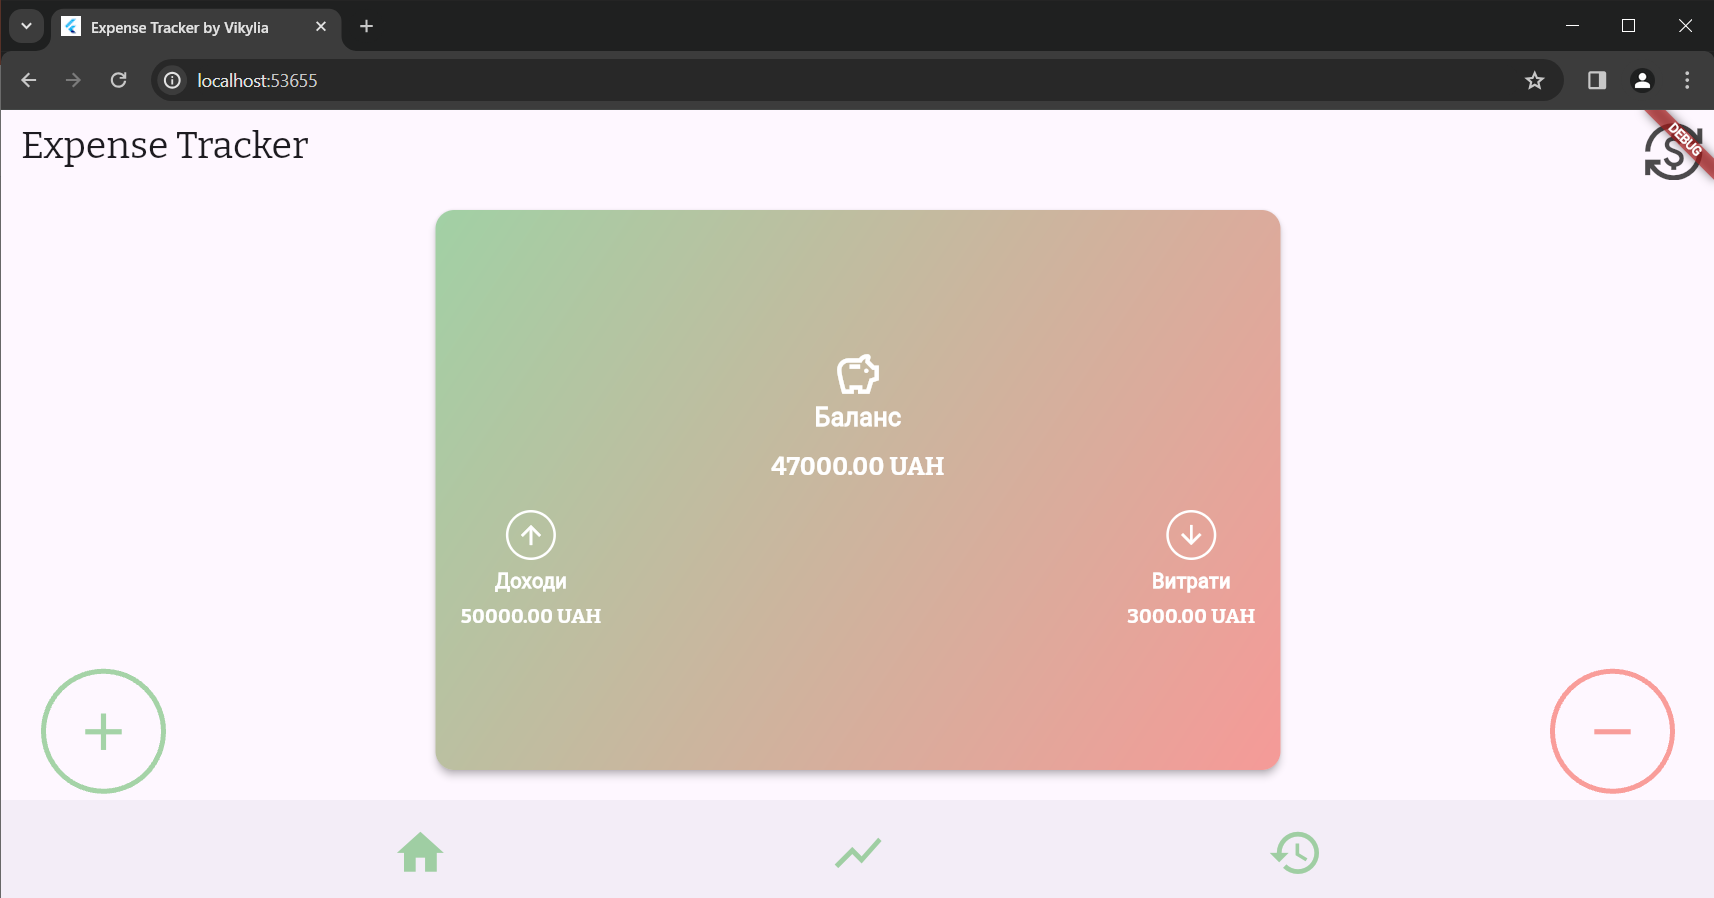 Expense Tracker by Vikylia
localhost:53655
Expense Tracker
DEBUG
Баланс
47000.00 UAH
Доходи
50000.00 UAH
Витрати
3000.00 UAH